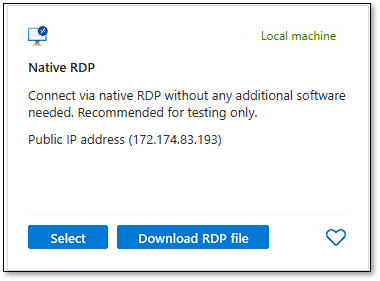 Local machine
Native RDP
Connect via native RDP without any additional software
needed. Recommended for testing only.
Public IP address (172.174.83.193)
Select
Download RDP file